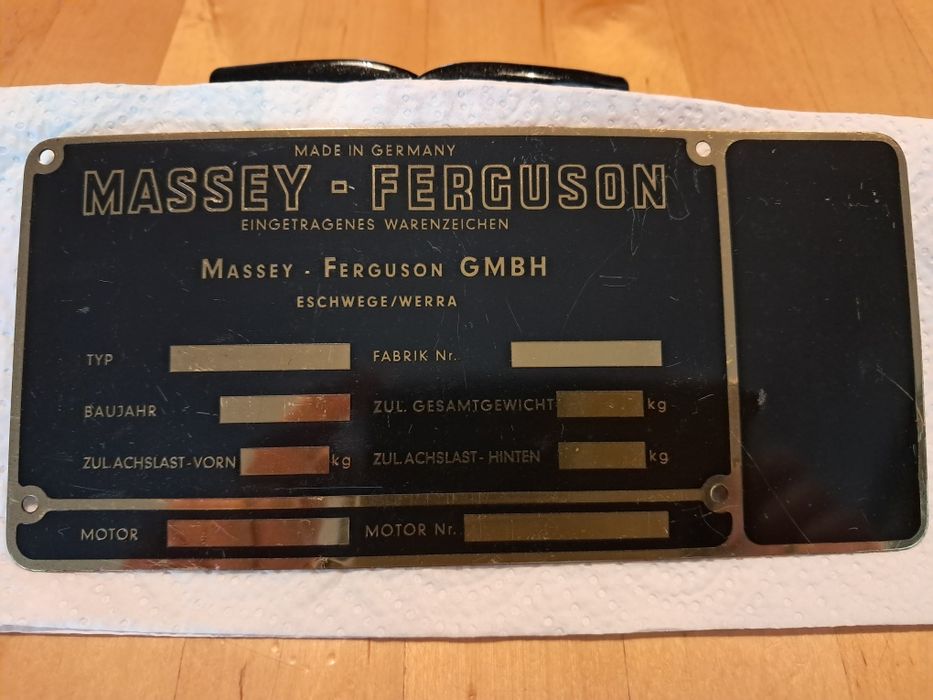 MADE IN GERMANY
MASSEY - FERGUSON
EINGETRAGENES WARENZEICHEN
MASSEY - FERGUSON GMBH
ESCHWEGE/WERRA
TYP FABRIK Nr.
BAUJAHR ZUL. GESAMTGEWICHT kg
ZUL.ACHSLAST-VORN kg ZUL.ACHSLAST-HINTEN kg
MOTOR MOTOR Nr.